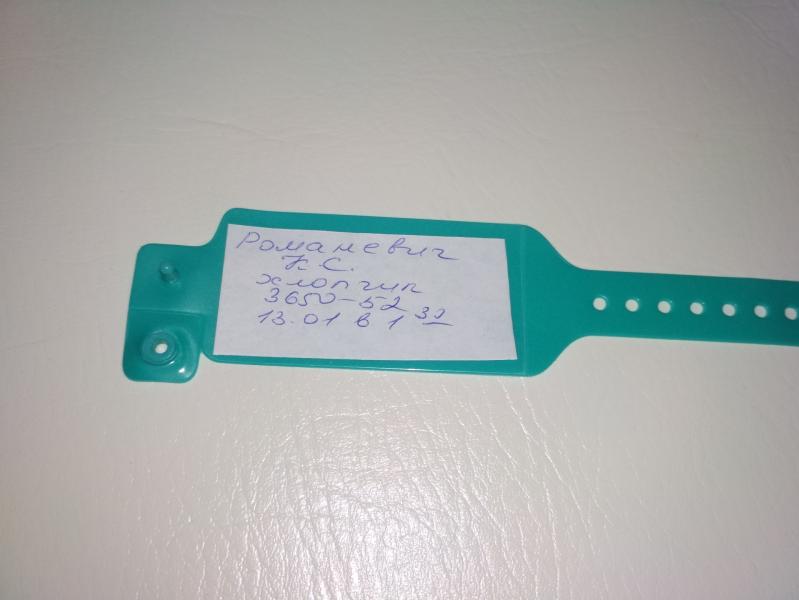 Романевич
К.С.
хлопчик
3650-52
13.01 в 1 30